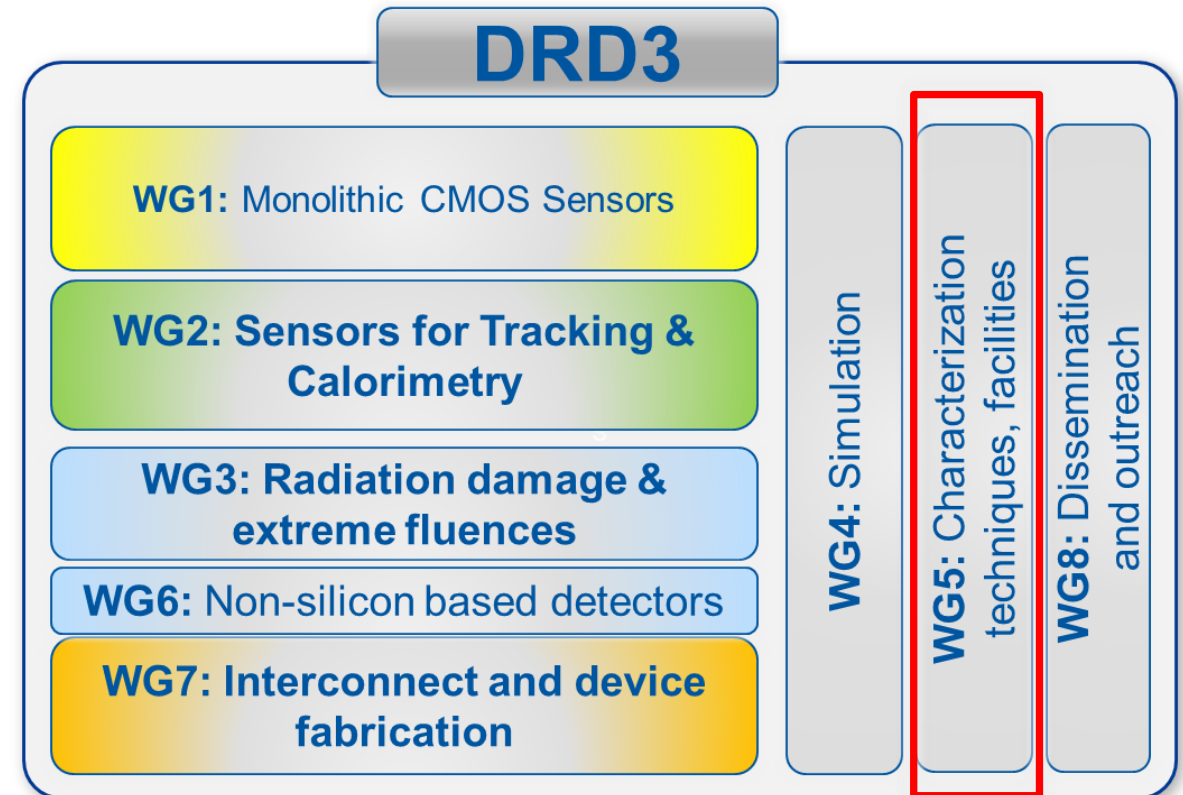 DRD3
WG1: Monolithic CMOS Sensors
WG2: Sensors for Tracking &
Calorimetry
WG3: Radiation damage &
extreme fluences
WG6: Non-silicon based detectors
WG7: Interconnect and device
fabrication
WG4: Simulation
WG5: Characterization
techniques, facilities
WG8: Dissemination
and outreach